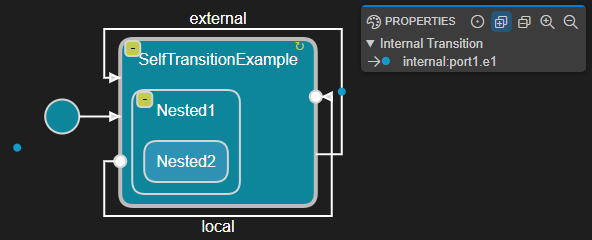 external
SelfTransitionExample
Nested1
Nested2
local
PROPERTIES
Internal Transition
internal:port1.e1